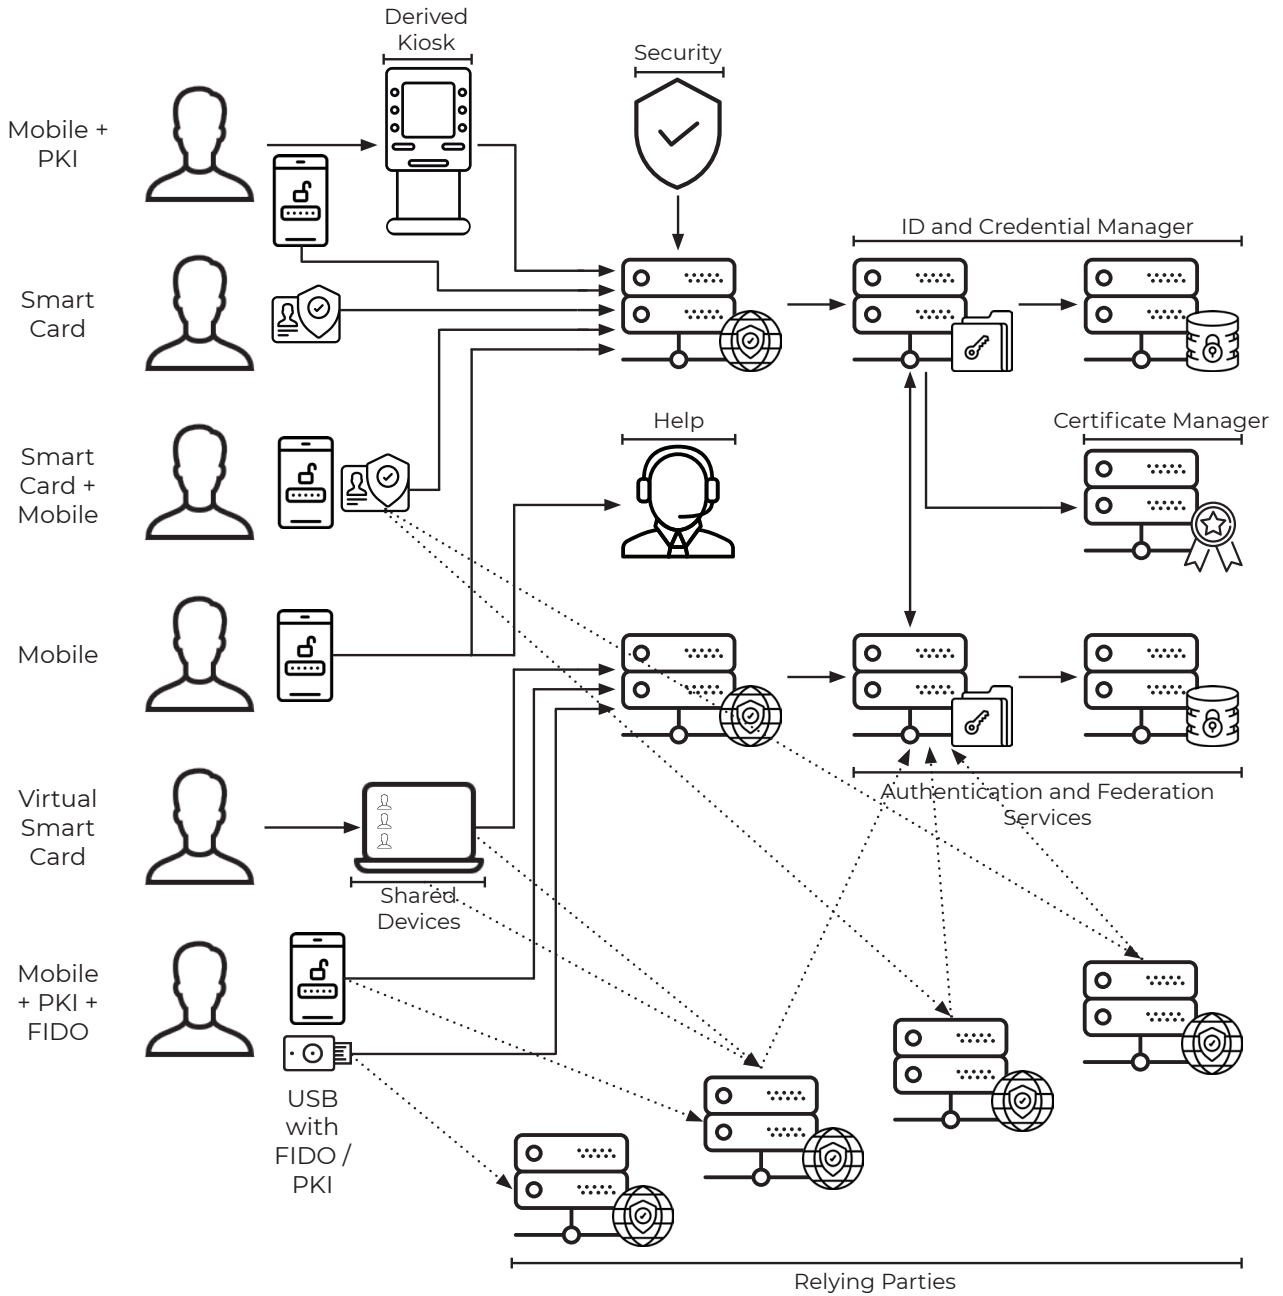 Derived
Kiosk
Security
Mobile +
PKI
ID and Credential Manager
Smart
Card
Help
Certificate Manager
Smart
Card +
Mobile
Mobile
Virtual
Smart
Card
Authentication and Federation
Services
Shared
Devices
Mobile
+ PKI +
FIDO
USB
with
FIDO /
PKI
Relying Parties